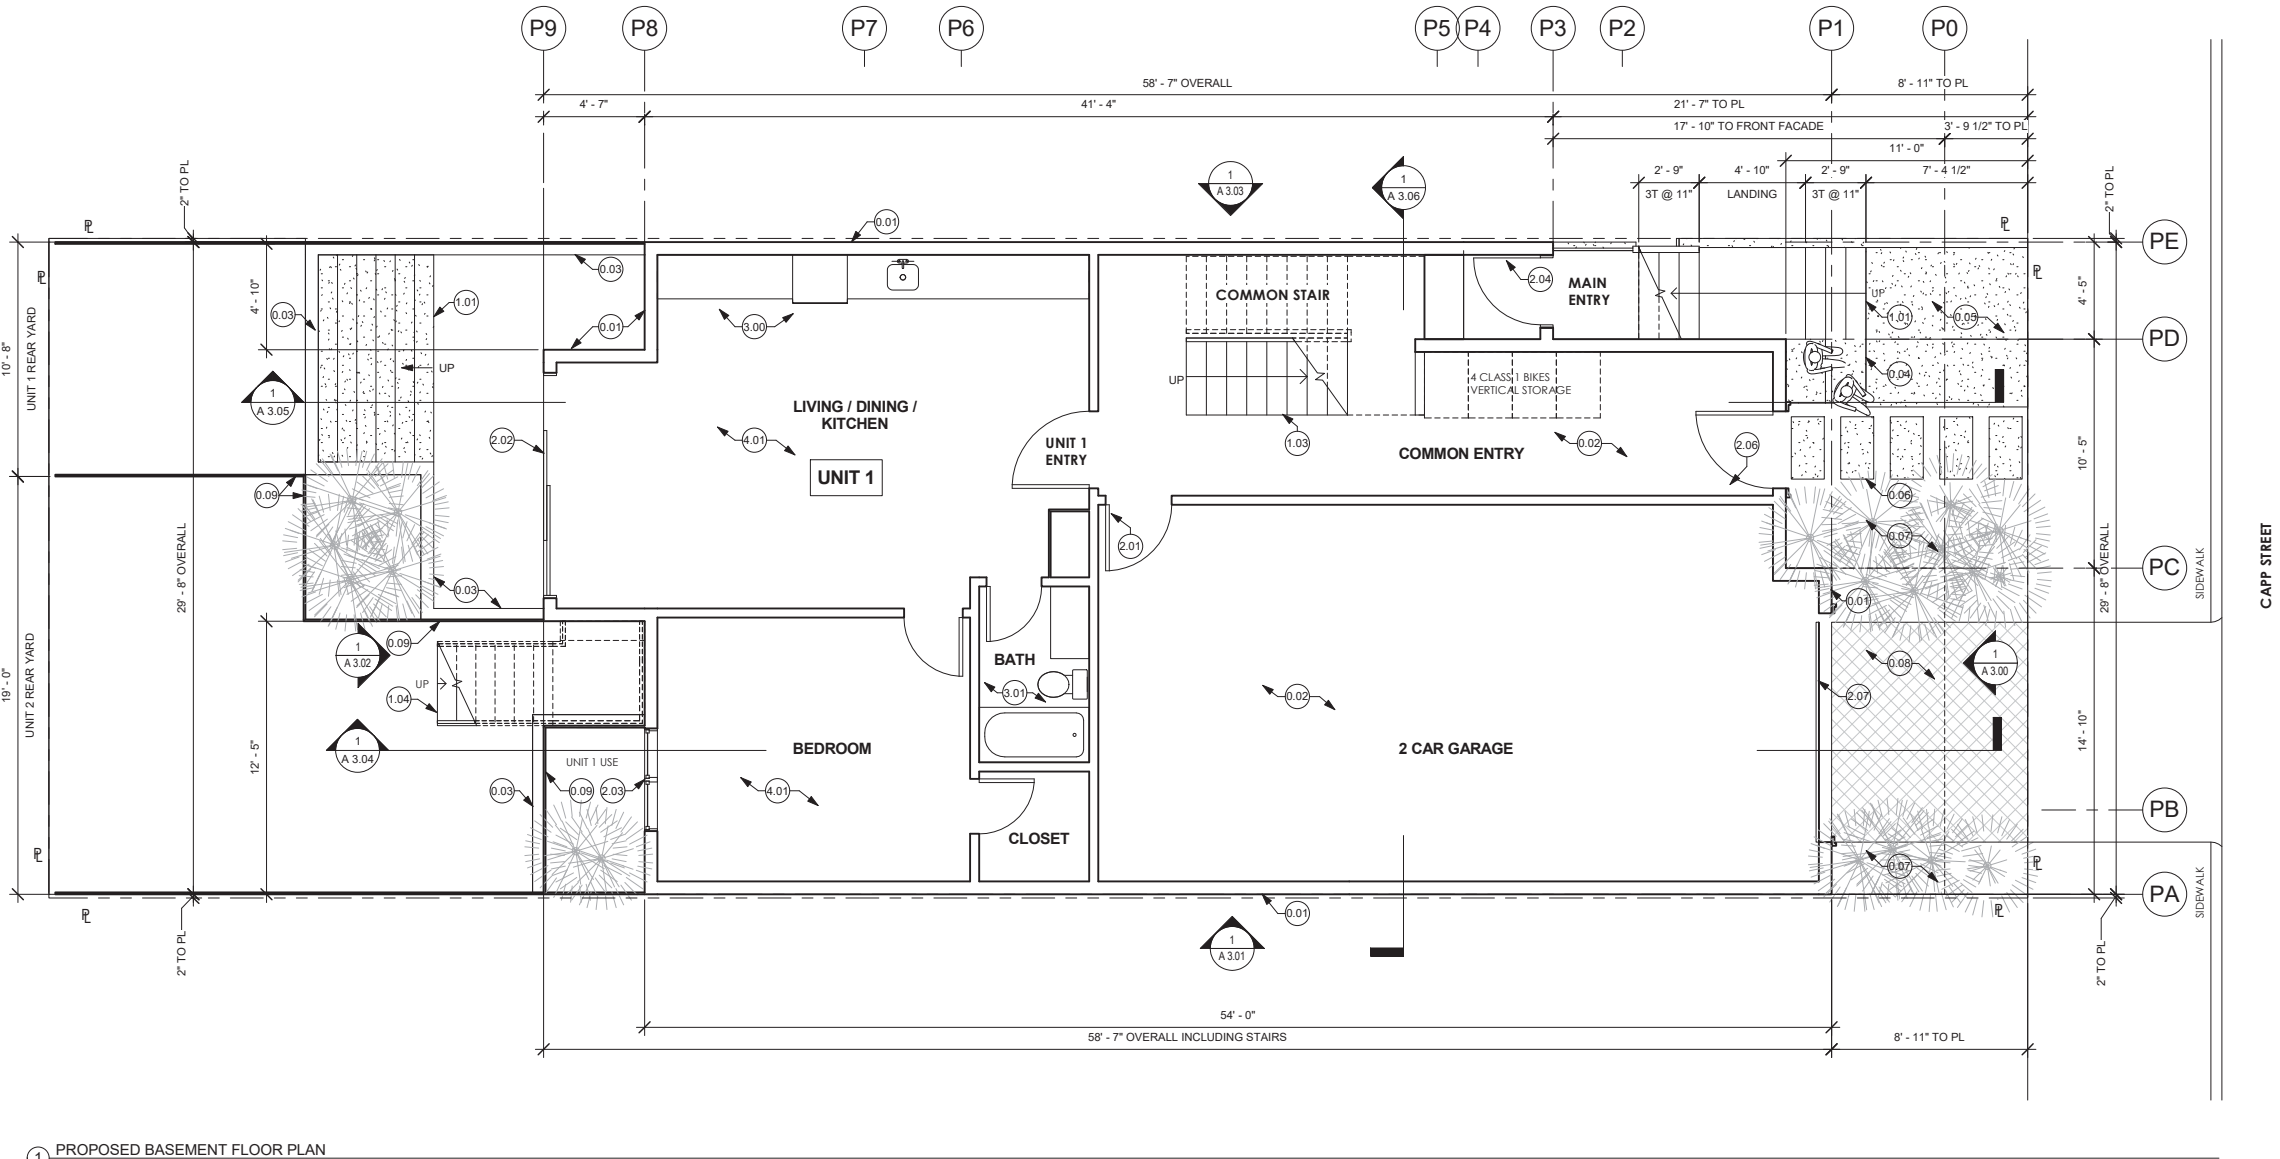 P9
P8
P7
P6
P5
P4
P3
P2
P1
P0
58' - 7" OVERALL
8' - 11" TO PL
4' - 7"
41' - 4"
21' - 7" TO PL
17' - 10" TO FRONT FACADE
3' - 9 1/2" TO PL
11' - 0"
2' - 9"
4' - 10"
2' - 9"
7' - 4 1/2"
3T @ 11"
LANDING
3T @ 11"
2" TO PL
2" TO PL
1
A 3.03
1
A 3.06
PL
0.01
PL
PE
PL
0.03
2.04
MAIN
ENTRY
PL
COMMON STAIR
4' - 10"
0.03
1.01
UP
1.01
0.05
4' - 5"
10' - 8"
UNIT 1 REAR YARD
0.01
3.00
PD
UP
UP
4 CLASS 1 BIKES
VERTICAL STORAGE
0.04
1
A 3.05
LIVING / DINING /
KITCHEN
2.02
4.01
UNIT 1
ENTRY
1.03
0.02
COMMON ENTRY
2.06
10' - 5"
UNIT 1
0.09
0.06
0.07
2.01
29' - 8" OVERALL
29' - 8" OVERALL
SIDEWALK
CAPP STREET
PC
0.03
0.01
0.09
1
A 3.02
BATH
0.08
1
A 3.00
19' - 0"
UNIT 2 REAR YARD
UP
1.04
3.01
0.02
2.07
1
A 3.04
12' - 5"
BEDROOM
2 CAR GARAGE
14' - 10"
UNIT 1 USE
0.03
0.09
2.03
4.01
PB
CLOSET
PL
0.07
PL
PA
SIDEWALK
PL
0.01
PL
1
A 3.01
2" TO PL
2" TO PL
54' - 0"
58' - 7" OVERALL INCLUDING STAIRS
8' - 11" TO PL
1
PROPOSED BASEMENT FLOOR PLAN